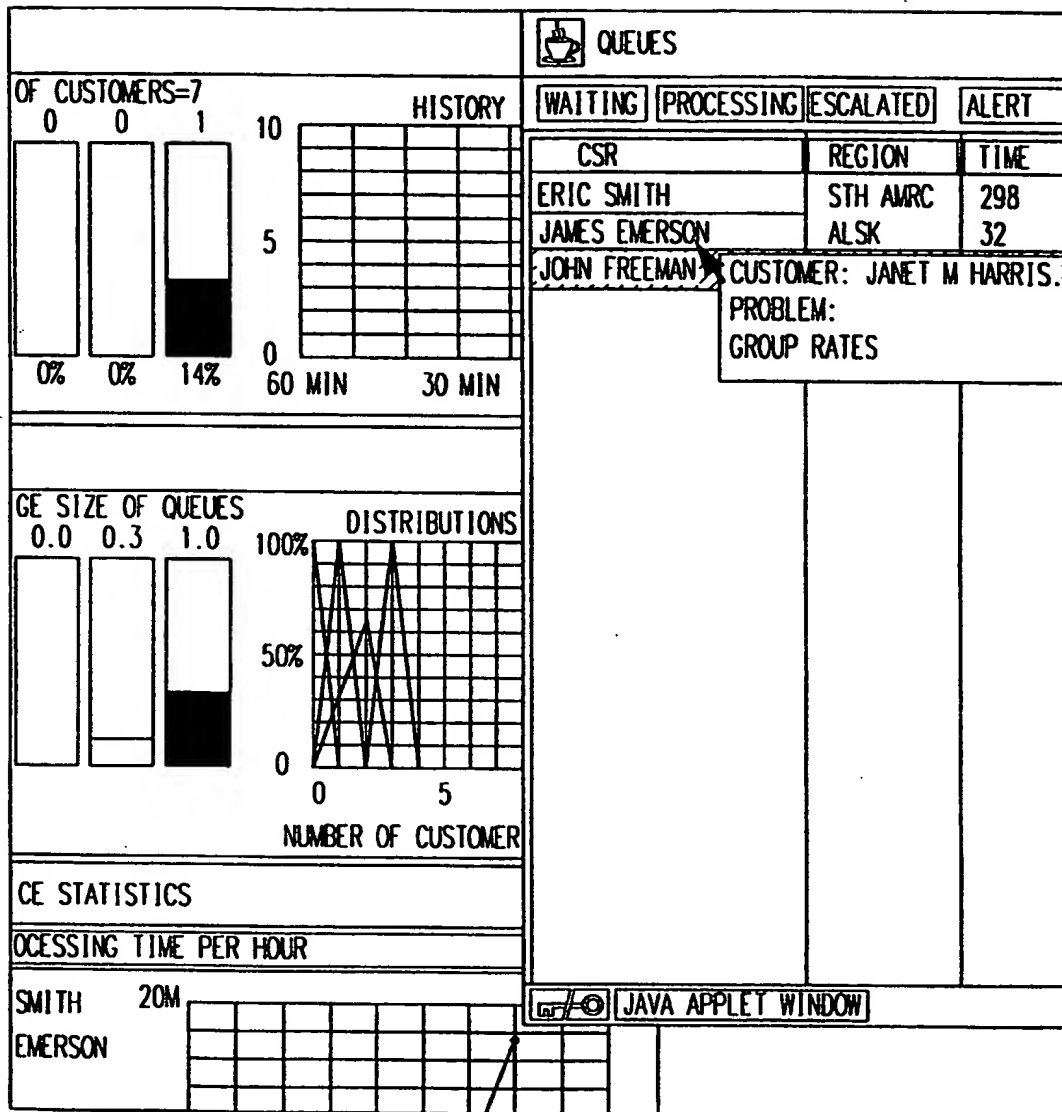 OF CUSTOMERS=7
0 0 1
HISTORY
10
5
0
0% 0% 14%
60 MIN 30 MIN
GE SIZE OF QUEUES
0.0 0.3 1.0
DISTRIBUTIONS
100%
50%
0
0 5
NUMBER OF CUSTOMER
CE STATISTICS
OCESSING TIME PER HOUR
SMITH 20M
EMERSON
QUEUES
WAITING PROCESSING ESCALATED ALERT
CSR REGION TIME
ERIC SMITH STH AMRC 298
JAMES EMERSON ALSK 32
JOHN FREEMAN
CUSTOMER: JANET M HARRIS.
PROBLEM:
GROUP RATES
JAVA APPLET WINDOW